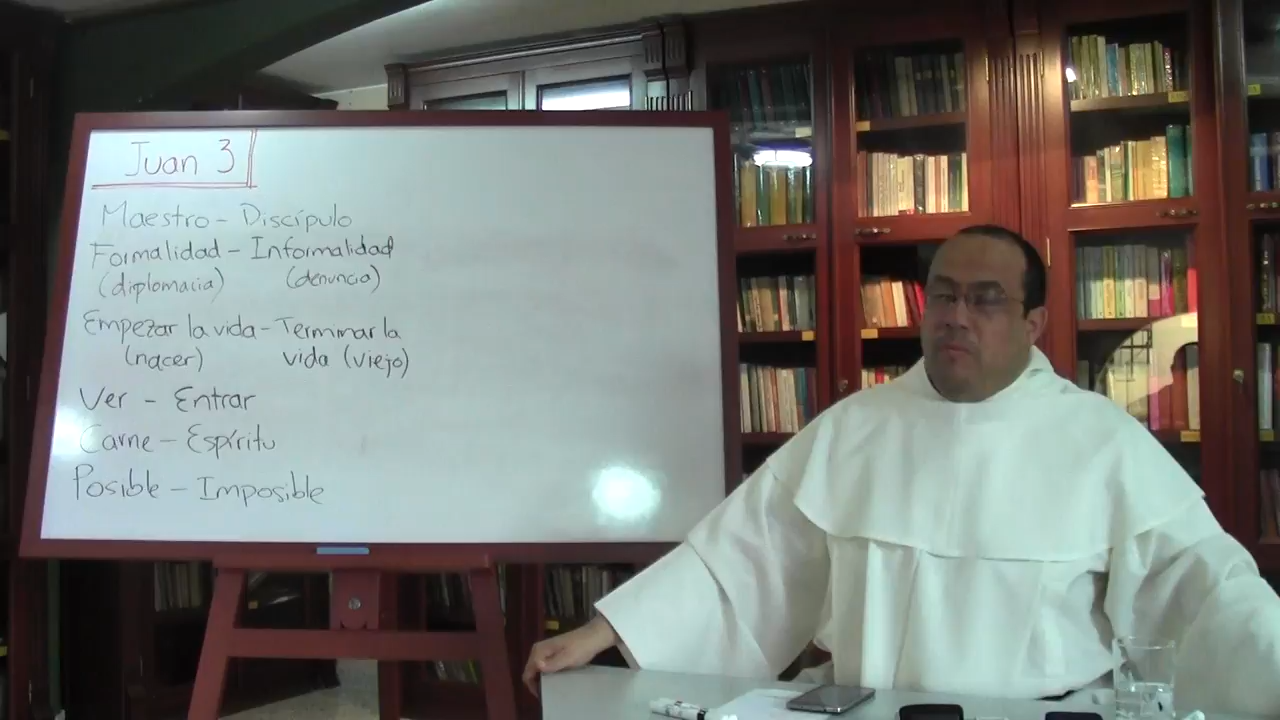 Juan 3
Maestro - Discípulo
Formalidad - Informalidad
(diplomacia) (denuncia)
Empezar la vida - Terminar la
(nacer) vida (viejo)
Ver - Entrar
Carne - Espíritu
Posible - Imposible